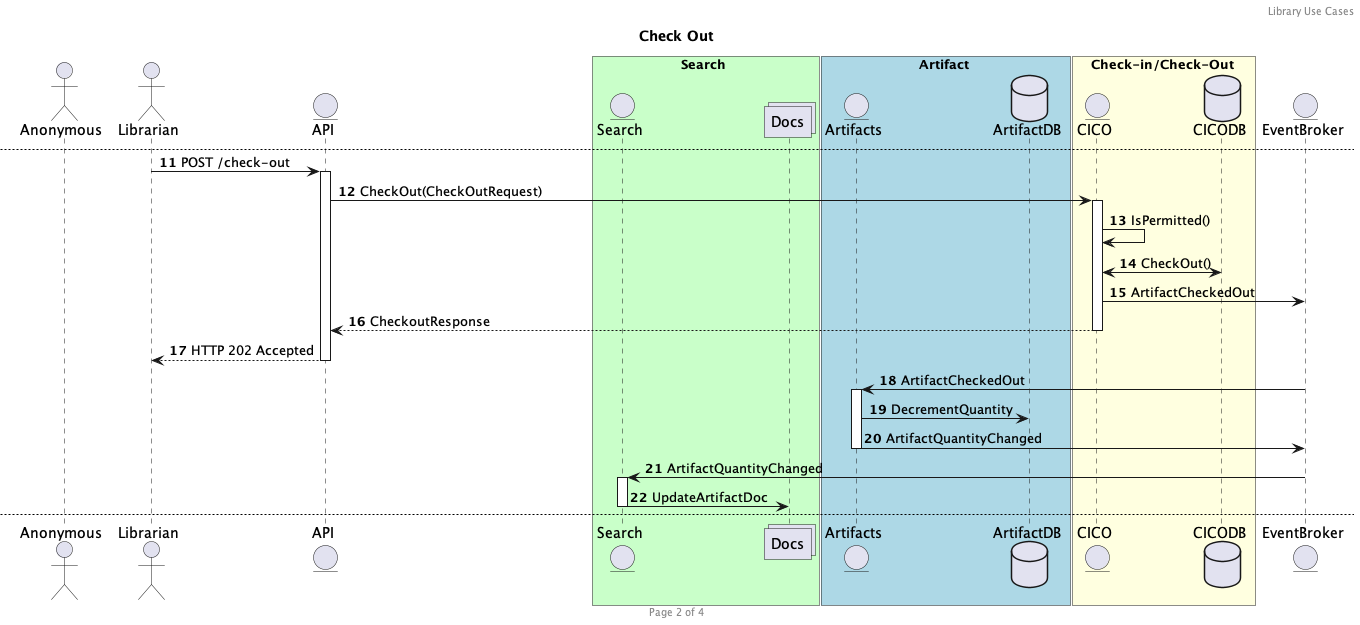 Library Use Cases
Check Out
Search
Artifact
Check-in/Check-Out
Anonymous
Librarian
API
Search
Docs
Artifacts
ArtifactDB
CICO
CICODB
EventBroker
11 POST /check-out
12 CheckOut(CheckOutRequest)
13 IsPermitted()
14 CheckOut()
15 ArtifactCheckedOut
16 CheckoutResponse
17 HTTP 202 Accepted
18 ArtifactCheckedOut
19 DecrementQuantity
20 ArtifactQuantityChanged
21 ArtifactQuantityChanged
22 UpdateArtifactDoc
Anonymous
Librarian
API
Search
Docs
Artifacts
ArtifactDB
CICO
CICODB
EventBroker
Page 2 of 4